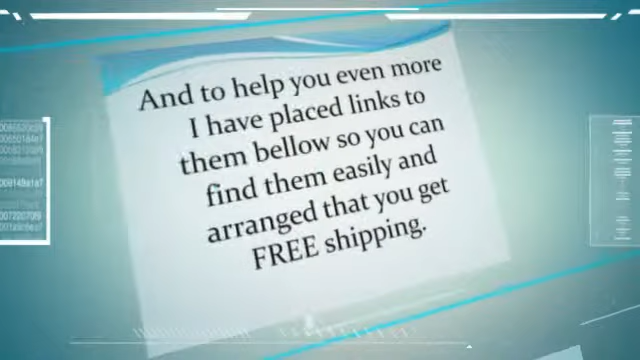 And to help you even more
I have placed links to
them bellow so you can
find them easily and
arranged that you get
FREE shipping.